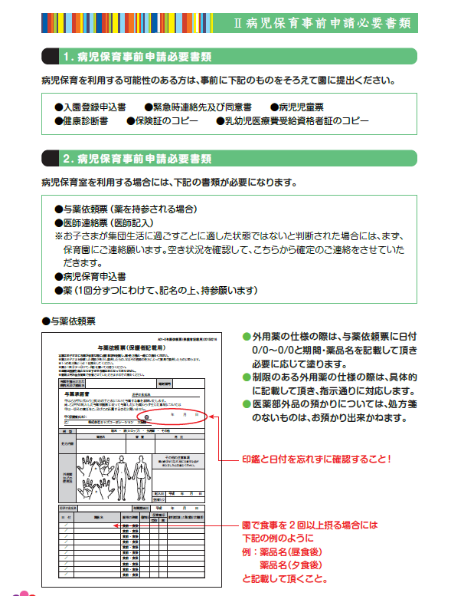 Ⅱ病児保育事前申請必要書類
1. 病児保育事前申請必要書類
病児保育を利用する可能性のある方は、事前に下記のものをそろえて園に提出ください。
●入園登録申込書 ●緊急時連絡先及び同意書 ●病児児童票
●健康診断書 ●保険証のコピー ●乳幼児医療費受給資格者証のコピー
2. 病児保育事前申請必要書類
病児保育室を利用する場合には、下記の書類が必要になります。
●与薬依頼票(薬を持参される場合)
●医師連絡票(医師記入)
※お子さまが集団生活に過ごすことに適した状態ではないと判断された場合には、まず、
保育園にご連絡願います。空き状況を確認して、こちらから確定のご連絡をさせていた
だきます。
●病児保育申込書
●薬(1回分ずつにわけて、記名の上、持参願います)
●与薬依頼票
与薬依頼票(保護者記載用)
●外用薬の仕様の際は、与薬依頼票に日付
0/0〜0/0と期間・薬品名を記載して頂き
必要に応じて塗ります。
●制限のある外用薬の仕様の際は、具体的
に記載して頂き、指示通りに対応します。
●医薬部外品の預かりについては、処方箋
のないものは、お預かり出来かねます。
印鑑と日付を忘れずに確認すること!
園で食事を2回以上摂る場合には
下記の例のように
例:薬品名(昼食後)
薬品名(夕食後)
と記載して頂くこと。